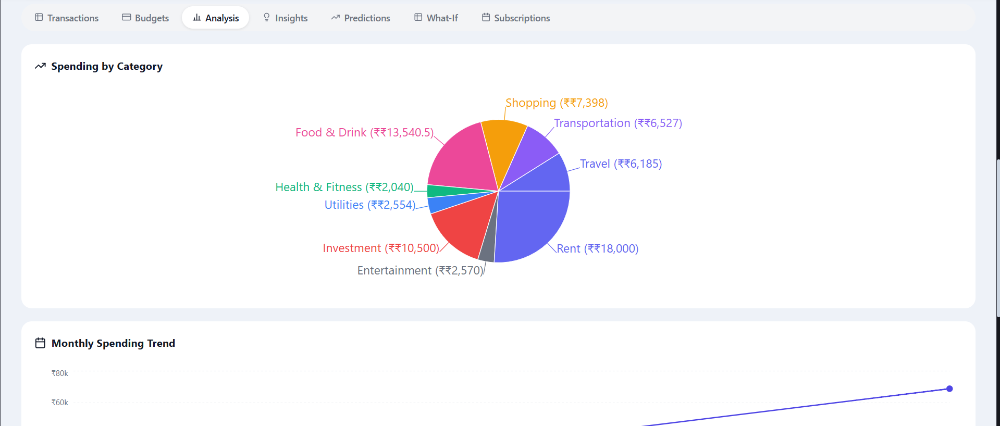 Transactions Budgets Analysis Insights Predictions What-If Subscriptions
Spending by Category
Shopping (₹₹7,398)
Transportation (₹₹6,527)
Food & Drink (₹₹13,540.5)
Travel (₹₹6,185)
Health & Fitness (₹₹2,040)
Utilities (₹₹2,554)
Investment (₹₹10,500)
Rent (₹₹18,000)
Entertainment (₹₹2,570)
Monthly Spending Trend
₹80k
₹60k